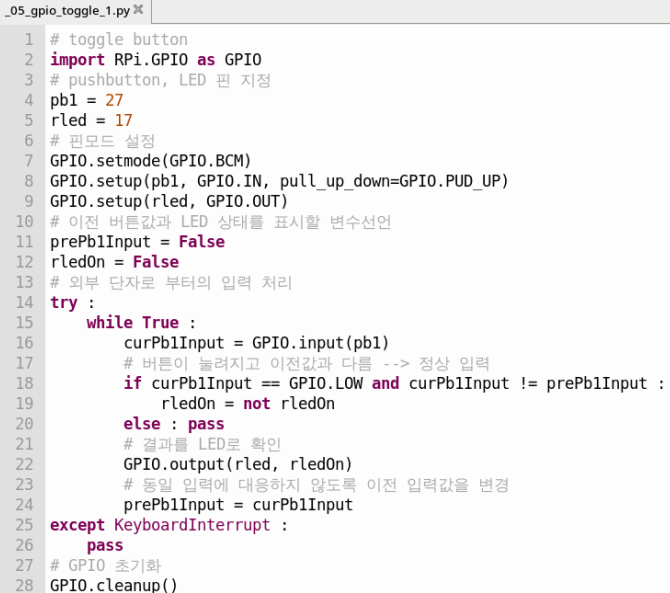 _05_gpio_toggle_1.py
1 # toggle button
2 import RPi.GPIO as GPIO
3 # pushbutton, LED 핀 지정
4 pb1 = 27
5 rled = 17
6 # 핀모드 설정
7 GPIO.setmode(GPIO.BCM)
8 GPIO.setup(pb1, GPIO.IN, pull_up_down=GPIO.PUD_UP)
9 GPIO.setup(rled, GPIO.OUT)
10 # 이전 버튼값과 LED 상태를 표시할 변수선언
11 prePb1Input = False
12 rledOn = False
13 # 외부 단자로 부터의 입력 처리
14 try :
15     while True :
16         curPb1Input = GPIO.input(pb1)
17         # 버튼이 눌려지고 이전값과 다름 --> 정상 입력
18         if curPb1Input == GPIO.LOW and curPb1Input != prePb1Input :
19             rledOn = not rledOn
20         else : pass
21         # 결과를 LED로 확인
22         GPIO.output(rled, rledOn)
23         # 동일 입력에 대응하지 않도록 이전 입력값을 변경
24         prePb1Input = curPb1Input
25 except KeyboardInterrupt :
26     pass
27 # GPIO 초기화
28 GPIO.cleanup()